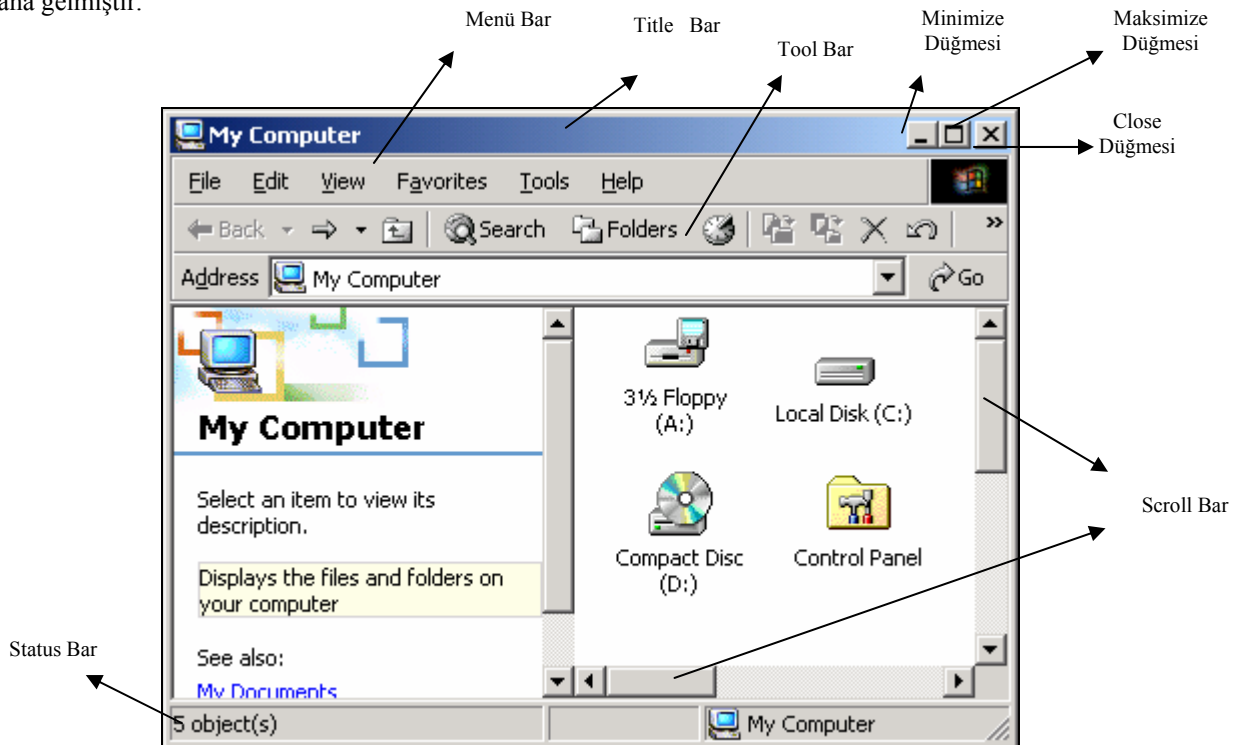 ana gelmiştir.
Menü Bar
Title Bar
Tool Bar
Minimize
Düğmesi
Maksimize
Düğmesi
Close
Düğmesi
My Computer
File Edit View Favorites Tools Help
Back Search Folders »
Address My Computer Go
My Computer
Select an item to view its
description.
Displays the files and folders on
your computer
See also:
My Documents
3½ Floppy
(A:)
Local Disk (C:)
Compact Disc
(D:)
Control Panel
Scroll Bar
Status Bar
5 object(s) My Computer